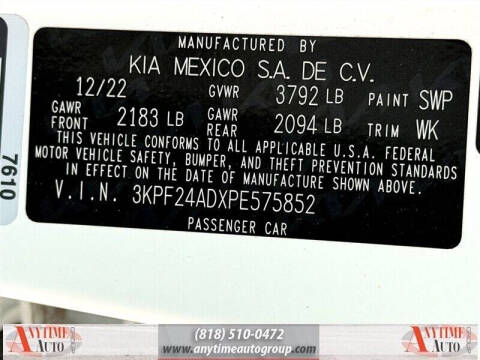 MANUFACTURED BY
KIA MEXICO S.A. DE C.V.
12/22 GVWR 3792 LB PAINT SWP
GAWR FRONT 2183 LB GAWR REAR 2094 LB TRIM WK
THIS VEHICLE CONFORMS TO ALL APPLICABLE U.S.A. FEDERAL
MOTOR VEHICLE SAFETY, BUMPER, AND THEFT PREVENTION STANDARDS
IN EFFECT ON THE DATE OF MANUFACTURE SHOWN ABOVE.
V.I.N. 3KPF24ADXPE575852
PASSENGER CAR
7610
ANYTIME AUTO
(818) 510-0472
www.anytimeautogroup.com
ANYTIME AUTO